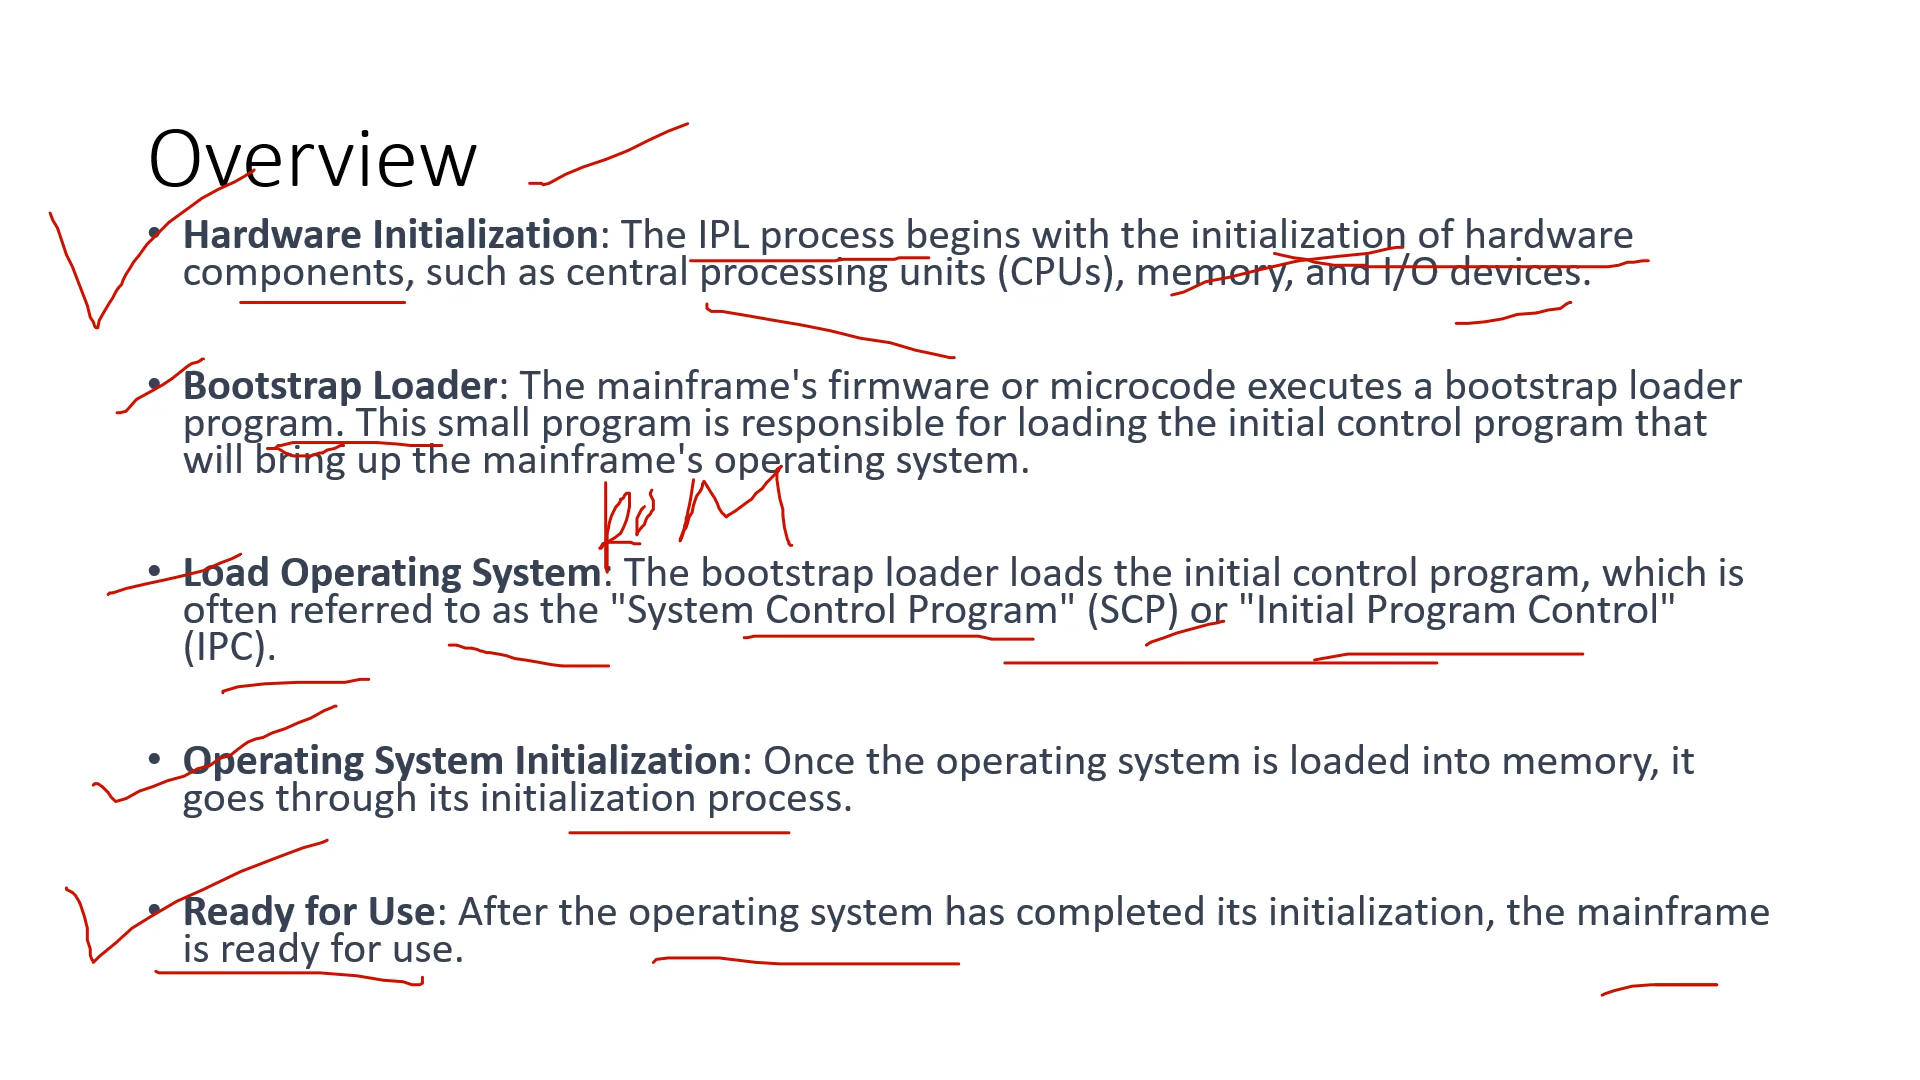 Overview
• Hardware Initialization: The IPL process begins with the initialization of hardware
components, such as central processing units (CPUs), memory, and I/O devices.
• Bootstrap Loader: The mainframe's firmware or microcode executes a bootstrap loader
program. This small program is responsible for loading the initial control program that
will bring up the mainframe's operating system.
• Load Operating System: The bootstrap loader loads the initial control program, which is
often referred to as the "System Control Program" (SCP) or "Initial Program Control"
(IPC).
• Operating System Initialization: Once the operating system is loaded into memory, it
goes through its initialization process.
• Ready for Use: After the operating system has completed its initialization, the mainframe
is ready for use.